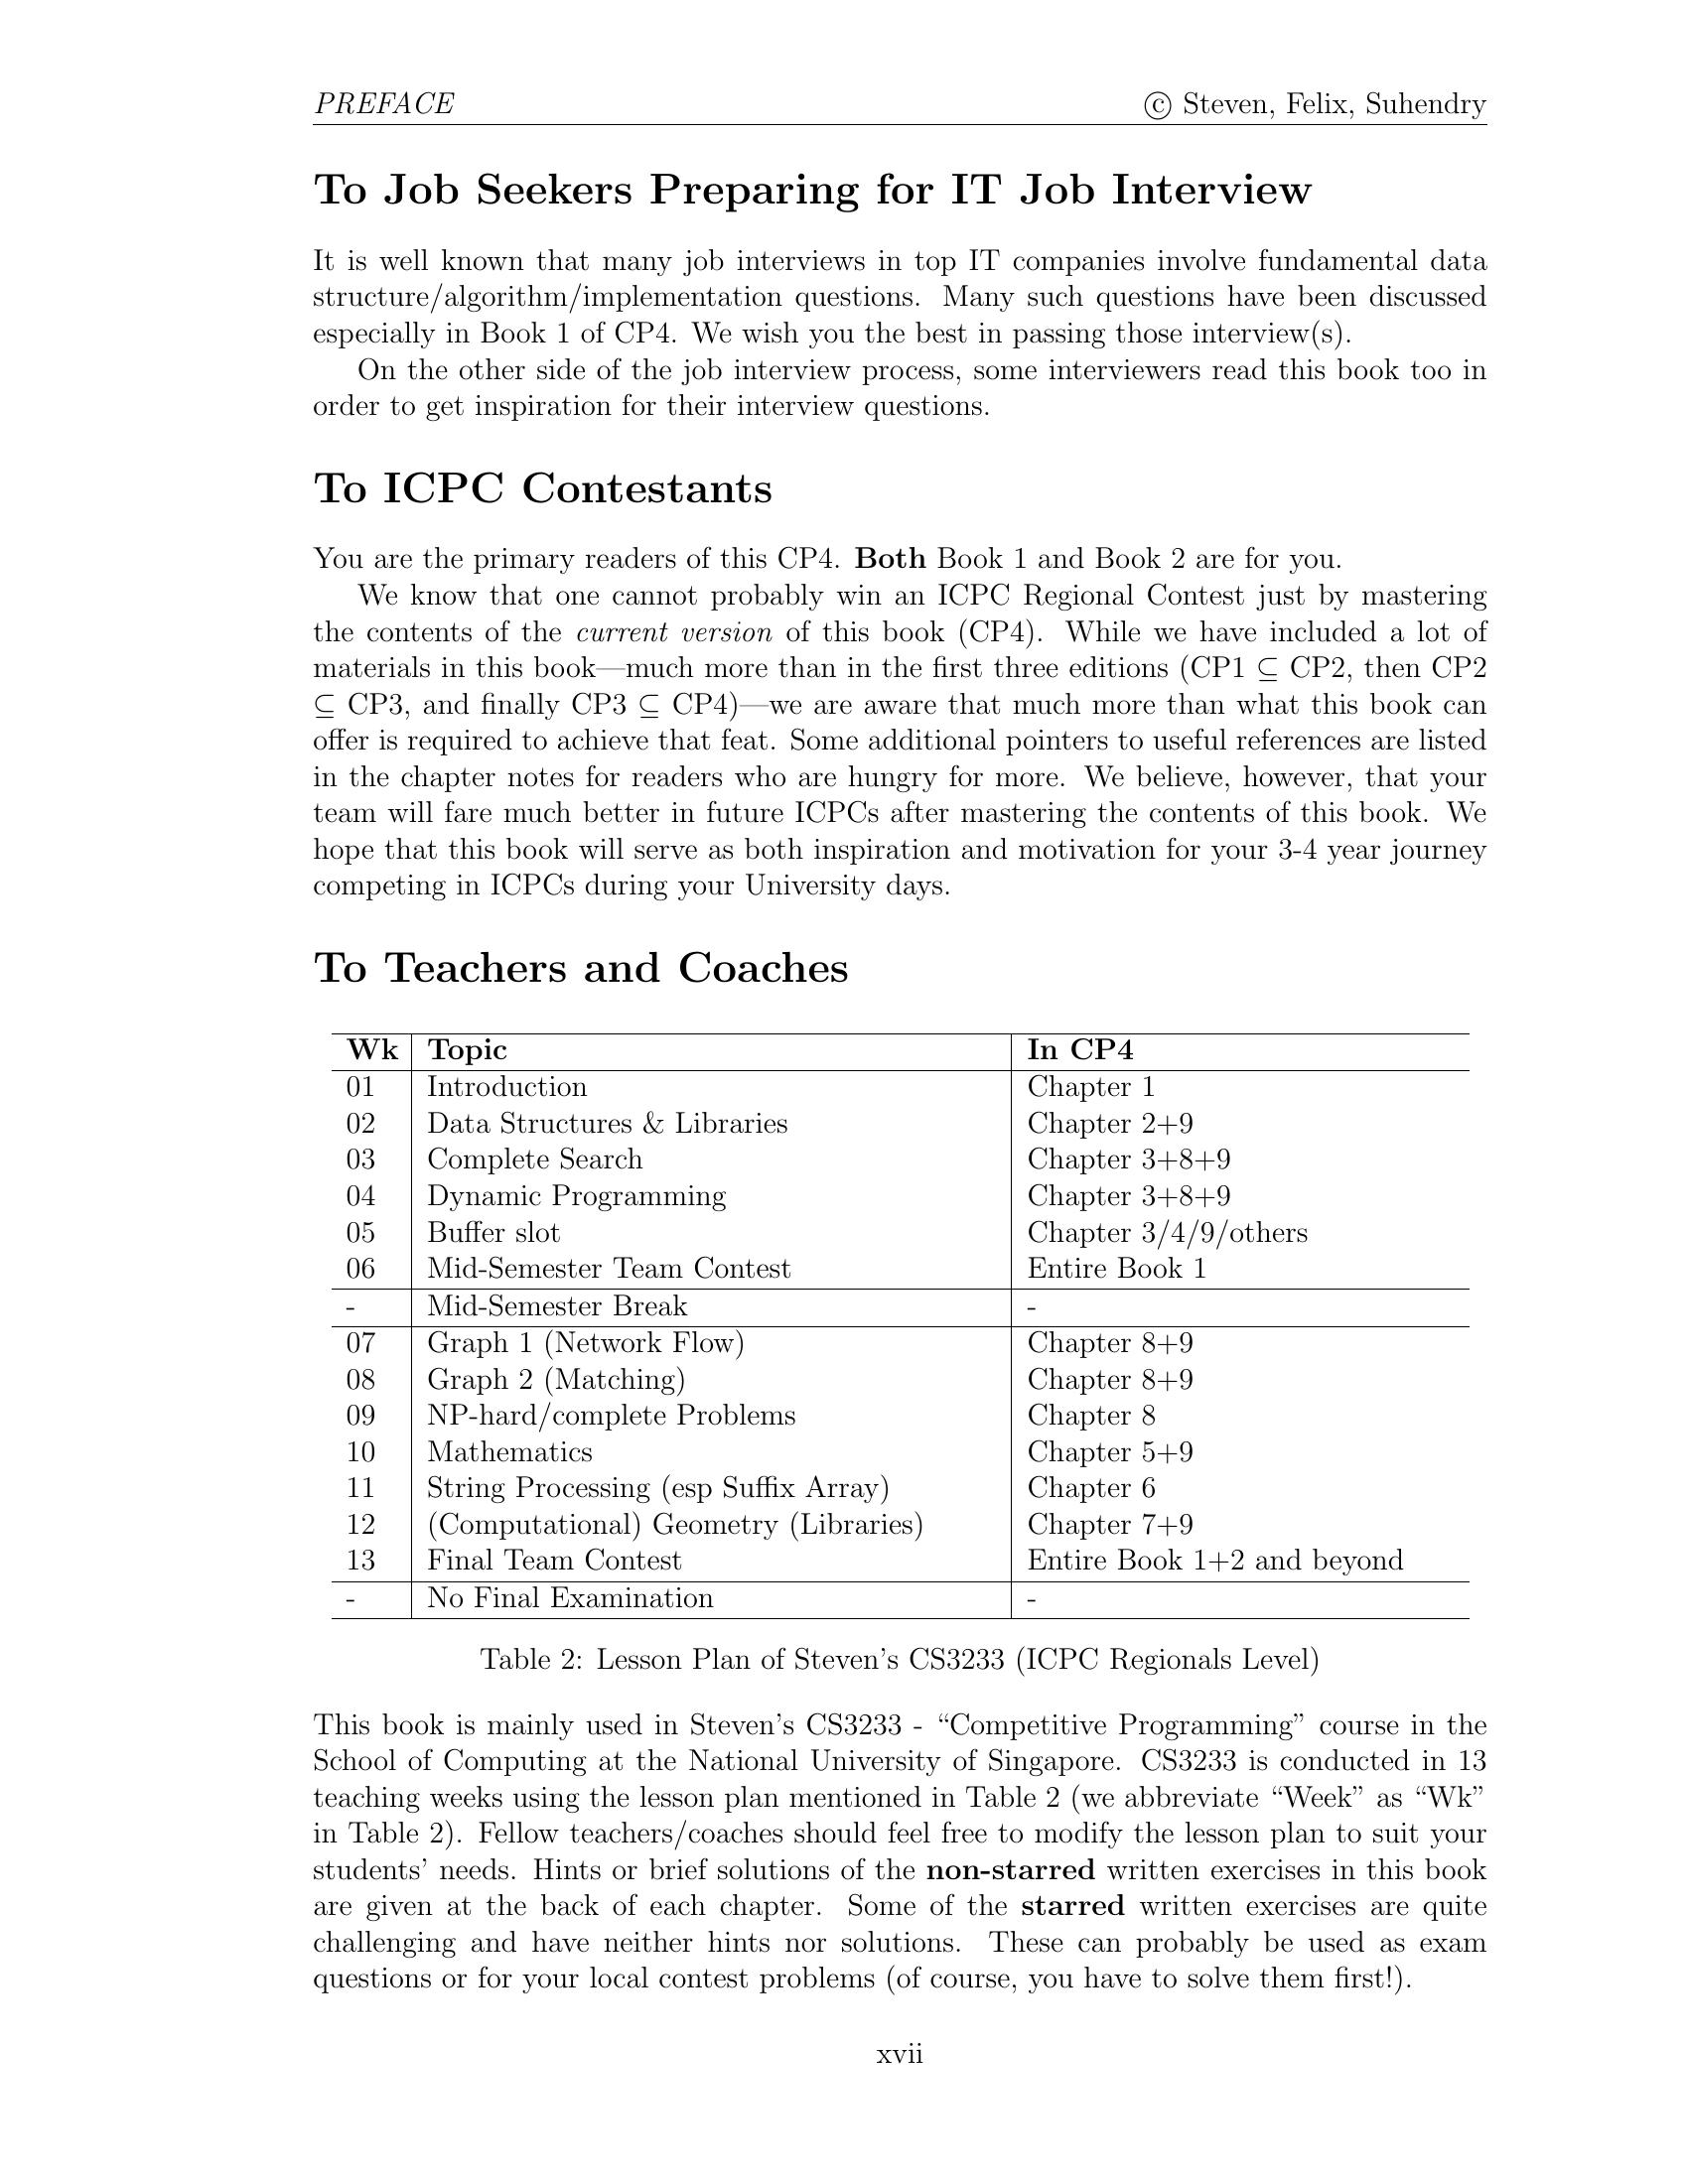 PREFACE © Steven, Felix, Suhendry
To Job Seekers Preparing for IT Job Interview
It is well known that many job interviews in top IT companies involve fundamental data
structure/algorithm/implementation questions. Many such questions have been discussed
especially in Book 1 of CP4. We wish you the best in passing those interview(s).
On the other side of the job interview process, some interviewers read this book too in
order to get inspiration for their interview questions.
To ICPC Contestants
You are the primary readers of this CP4. Both Book 1 and Book 2 are for you.
We know that one cannot probably win an ICPC Regional Contest just by mastering
the contents of the current version of this book (CP4). While we have included a lot of
materials in this book—much more than in the first three editions (CP1 ⊆ CP2, then CP2
⊆ CP3, and finally CP3 ⊆ CP4)—we are aware that much more than what this book can
offer is required to achieve that feat. Some additional pointers to useful references are listed
in the chapter notes for readers who are hungry for more. We believe, however, that your
team will fare much better in future ICPCs after mastering the contents of this book. We
hope that this book will serve as both inspiration and motivation for your 3-4 year journey
competing in ICPCs during your University days.
To Teachers and Coaches
Wk Topic In CP4
01 Introduction Chapter 1
02 Data Structures & Libraries Chapter 2+9
03 Complete Search Chapter 3+8+9
04 Dynamic Programming Chapter 3+8+9
05 Buffer slot Chapter 3/4/9/others
06 Mid-Semester Team Contest Entire Book 1
- Mid-Semester Break -
07 Graph 1 (Network Flow) Chapter 8+9
08 Graph 2 (Matching) Chapter 8+9
09 NP-hard/complete Problems Chapter 8
10 Mathematics Chapter 5+9
11 String Processing (esp Suffix Array) Chapter 6
12 (Computational) Geometry (Libraries) Chapter 7+9
13 Final Team Contest Entire Book 1+2 and beyond
- No Final Examination -
Table 2: Lesson Plan of Steven's CS3233 (ICPC Regionals Level)
This book is mainly used in Steven's CS3233 - “Competitive Programming” course in the
School of Computing at the National University of Singapore. CS3233 is conducted in 13
teaching weeks using the lesson plan mentioned in Table 2 (we abbreviate “Week” as “Wk”
in Table 2). Fellow teachers/coaches should feel free to modify the lesson plan to suit your
students' needs. Hints or brief solutions of the non-starred written exercises in this book
are given at the back of each chapter. Some of the starred written exercises are quite
challenging and have neither hints nor solutions. These can probably be used as exam
questions or for your local contest problems (of course, you have to solve them first!).
xvii